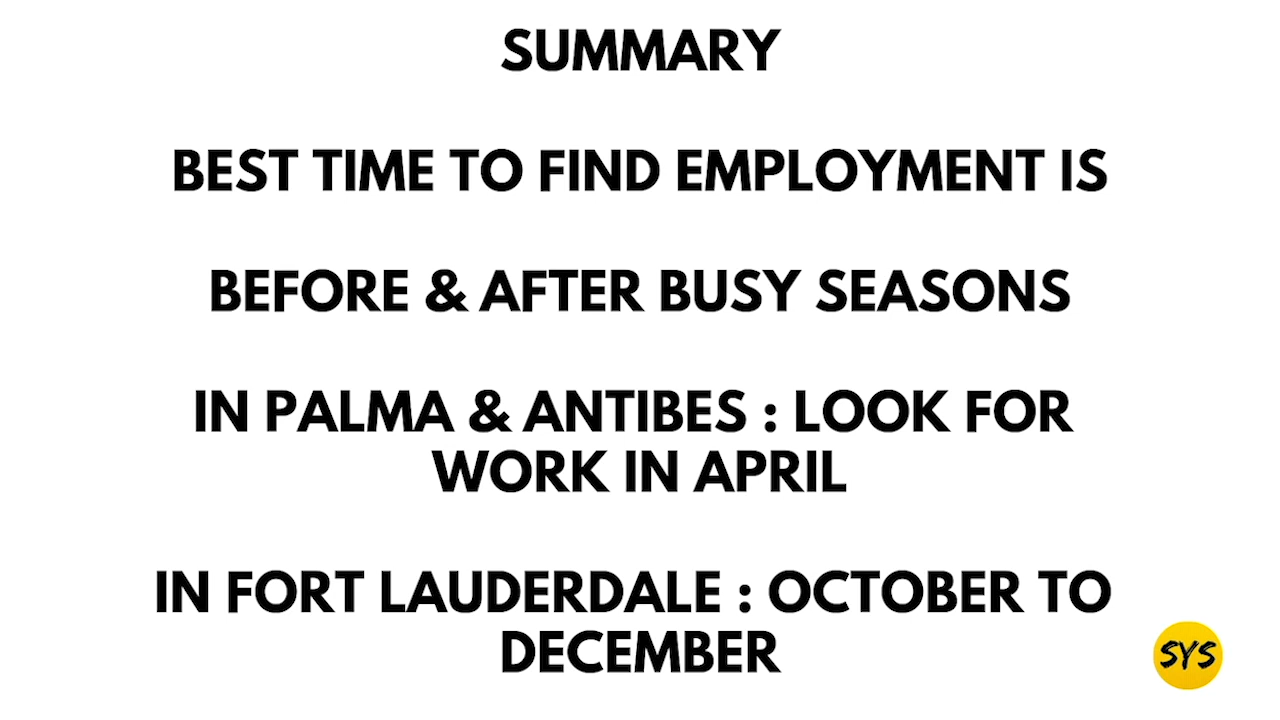 SUMMARY
BEST TIME TO FIND EMPLOYMENT IS
BEFORE & AFTER BUSY SEASONS
IN PALMA & ANTIBES : LOOK FOR
WORK IN APRIL
IN FORT LAUDERDALE : OCTOBER TO
DECEMBER
SYS